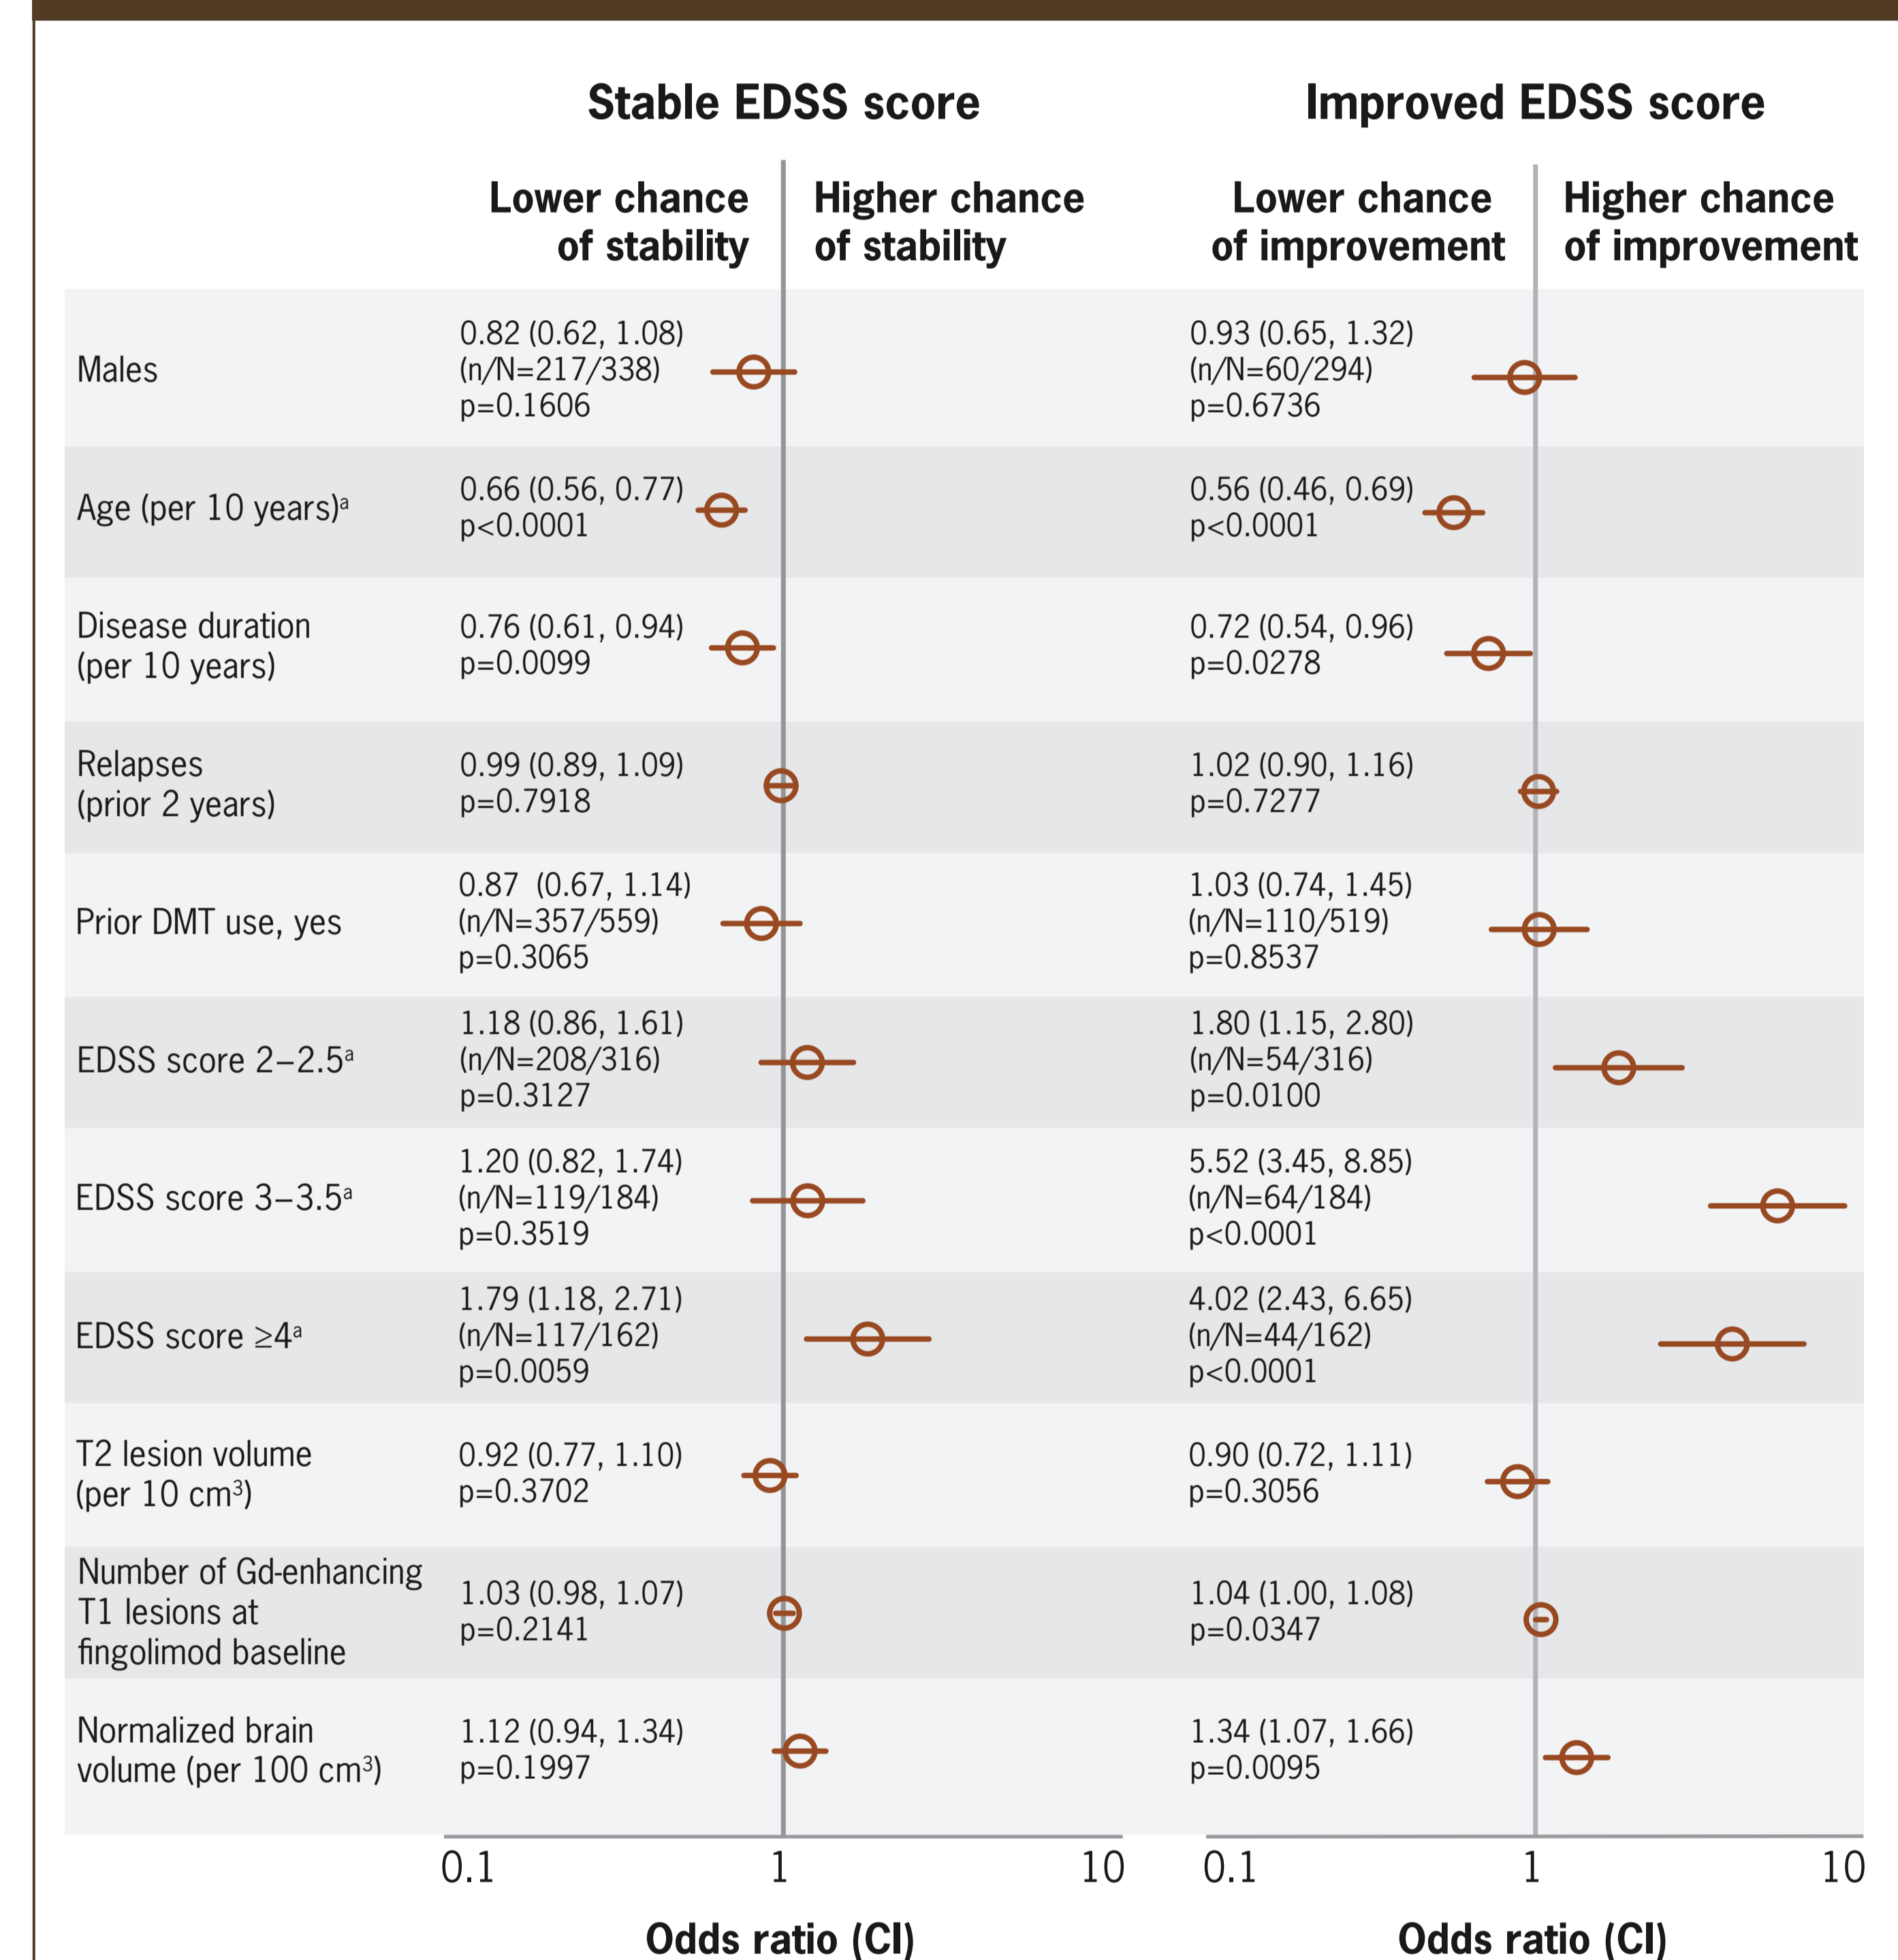 Stable EDSS score
Improved EDSS score
Lower chance
of stability
Higher chance
of stability
Lower chance
of improvement
Higher chance
of improvement
Males
0.82 (0.62, 1.08)
(n/N=217/338)
p=0.1606
0.93 (0.65, 1.32)
(n/N=60/294)
p=0.6736
Age (per 10 years)ᵃ
0.66 (0.56, 0.77)
p<0.0001
0.56 (0.46, 0.69)
p<0.0001
Disease duration
(per 10 years)
0.76 (0.61, 0.94)
p=0.0099
0.72 (0.54, 0.96)
p=0.0278
Relapses
(prior 2 years)
0.99 (0.89, 1.09)
p=0.7918
1.02 (0.90, 1.16)
p=0.7277
Prior DMT use, yes
0.87 (0.67, 1.14)
(n/N=357/559)
p=0.3065
1.03 (0.74, 1.45)
(n/N=110/519)
p=0.8537
EDSS score 2–2.5ᵃ
1.18 (0.86, 1.61)
(n/N=208/316)
p=0.3127
1.80 (1.15, 2.80)
(n/N=54/316)
p=0.0100
EDSS score 3–3.5ᵃ
1.20 (0.82, 1.74)
(n/N=119/184)
p=0.3519
5.52 (3.45, 8.85)
(n/N=64/184)
p<0.0001
EDSS score ≥4ᵃ
1.79 (1.18, 2.71)
(n/N=117/162)
p=0.0059
4.02 (2.43, 6.65)
(n/N=44/162)
p<0.0001
T2 lesion volume
(per 10 cm³)
0.92 (0.77, 1.10)
p=0.3702
0.90 (0.72, 1.11)
p=0.3056
Number of Gd-enhancing
T1 lesions at
fingolimod baseline
1.03 (0.98, 1.07)
p=0.2141
1.04 (1.00, 1.08)
p=0.0347
Normalized brain
volume (per 100 cm³)
1.12 (0.94, 1.34)
p=0.1997
1.34 (1.07, 1.66)
p=0.0095
0.1 1 10
0.1 1 10
Odds ratio (CI)
Odds ratio (CI)